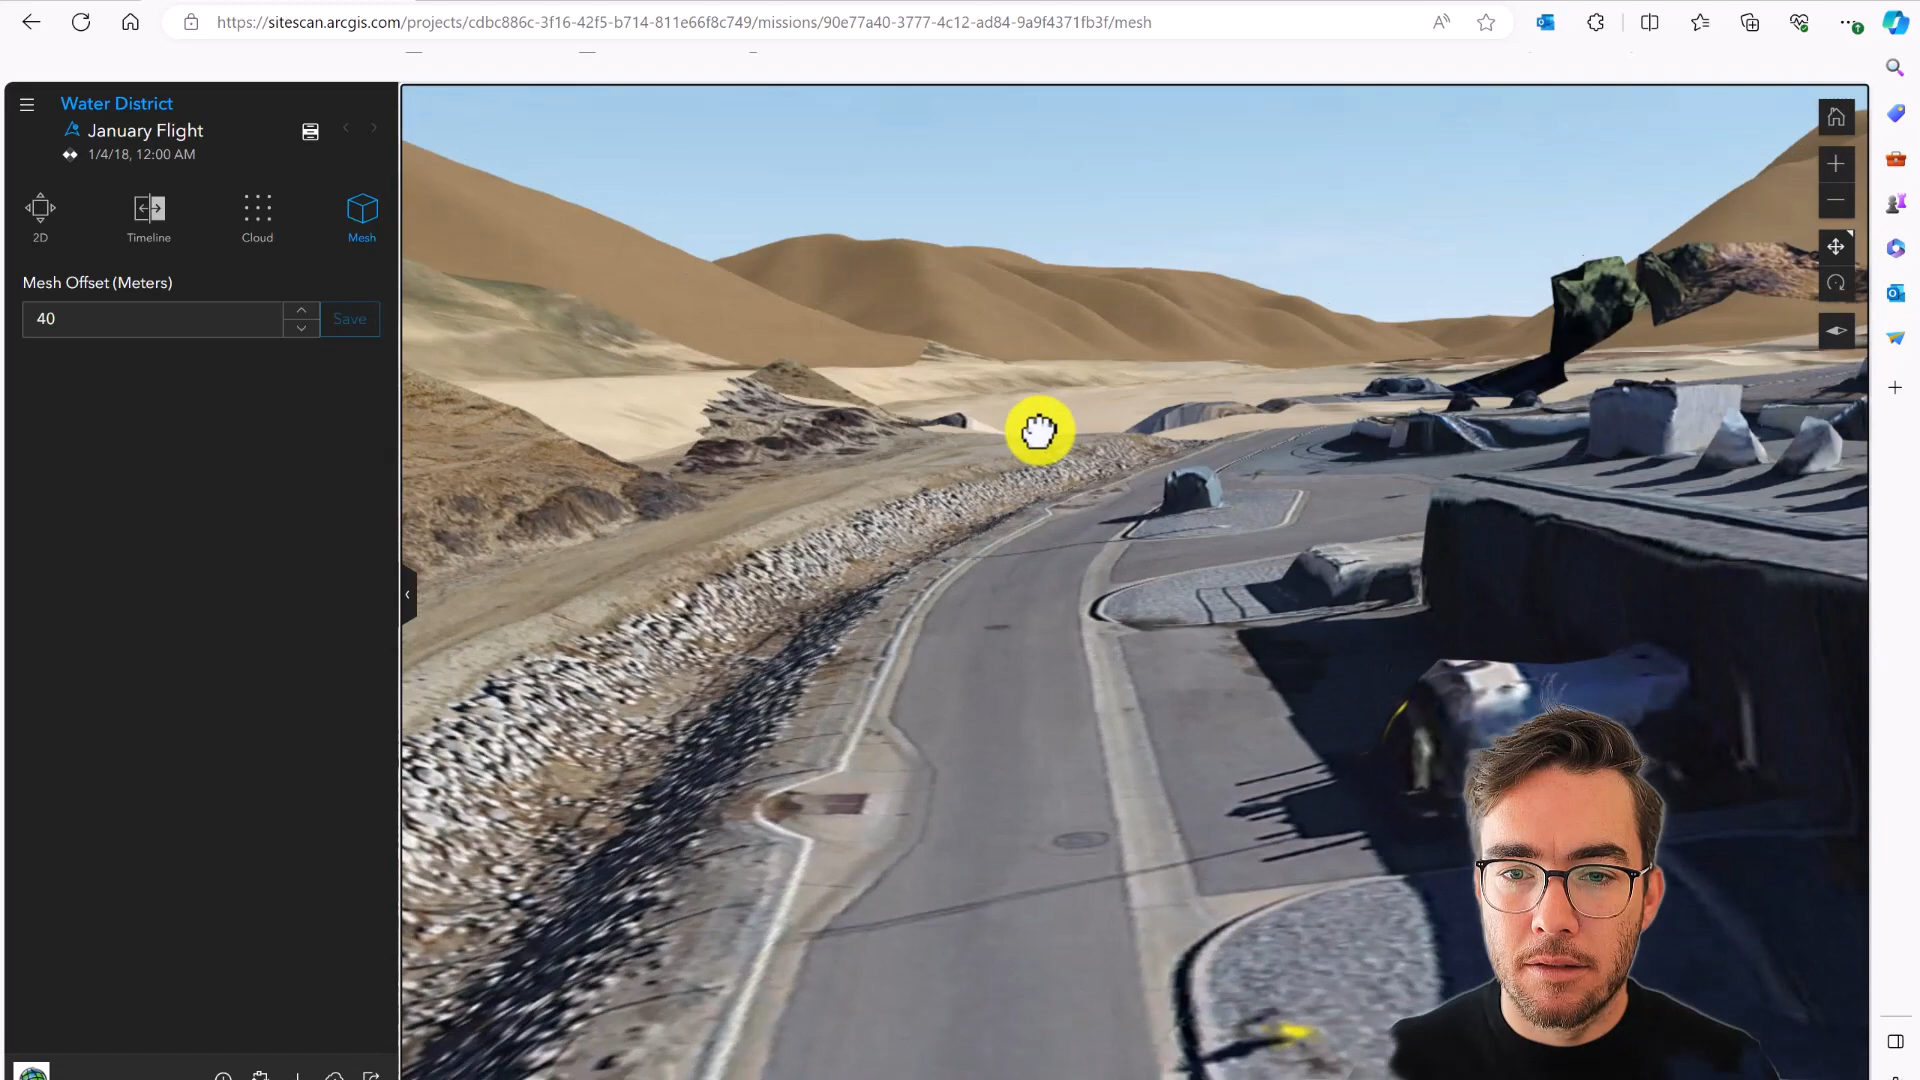 https://sitescan.arcgis.com/projects/cdbc886c-3f16-42f5-b714-811e66f8c749/missions/90e77a40-3777-4c12-ad84-9a9f4371fb3f/mesh
Water District
January Flight
1/4/18, 12:00 AM
2D
Timeline
Cloud
Mesh
Mesh Offset (Meters)
40
Save